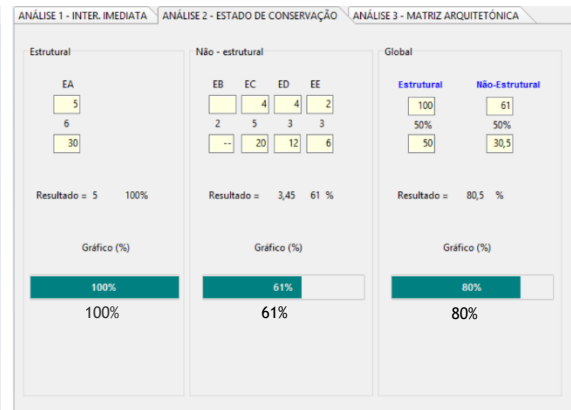 ANÁLISE 1 - INTER. IMEDIATA ANÁLISE 2 - ESTADO DE CONSERVAÇÃO ANÁLISE 3 - MATRIZ ARQUITETÓNICA
Estrutural
EA
5
6
30
Resultado = 5 100%
Gráfico (%)
100%
100%
Não - estrutural
EB EC ED EE
4 4 2
2 5 3 3
-- 20 12 6
Resultado = 3,45 61 %
Gráfico (%)
61%
61%
Global
Estrutural Não-Estrutural
100 61
50% 50%
50 30,5
Resultado = 80,5 %
Gráfico (%)
80%
80%